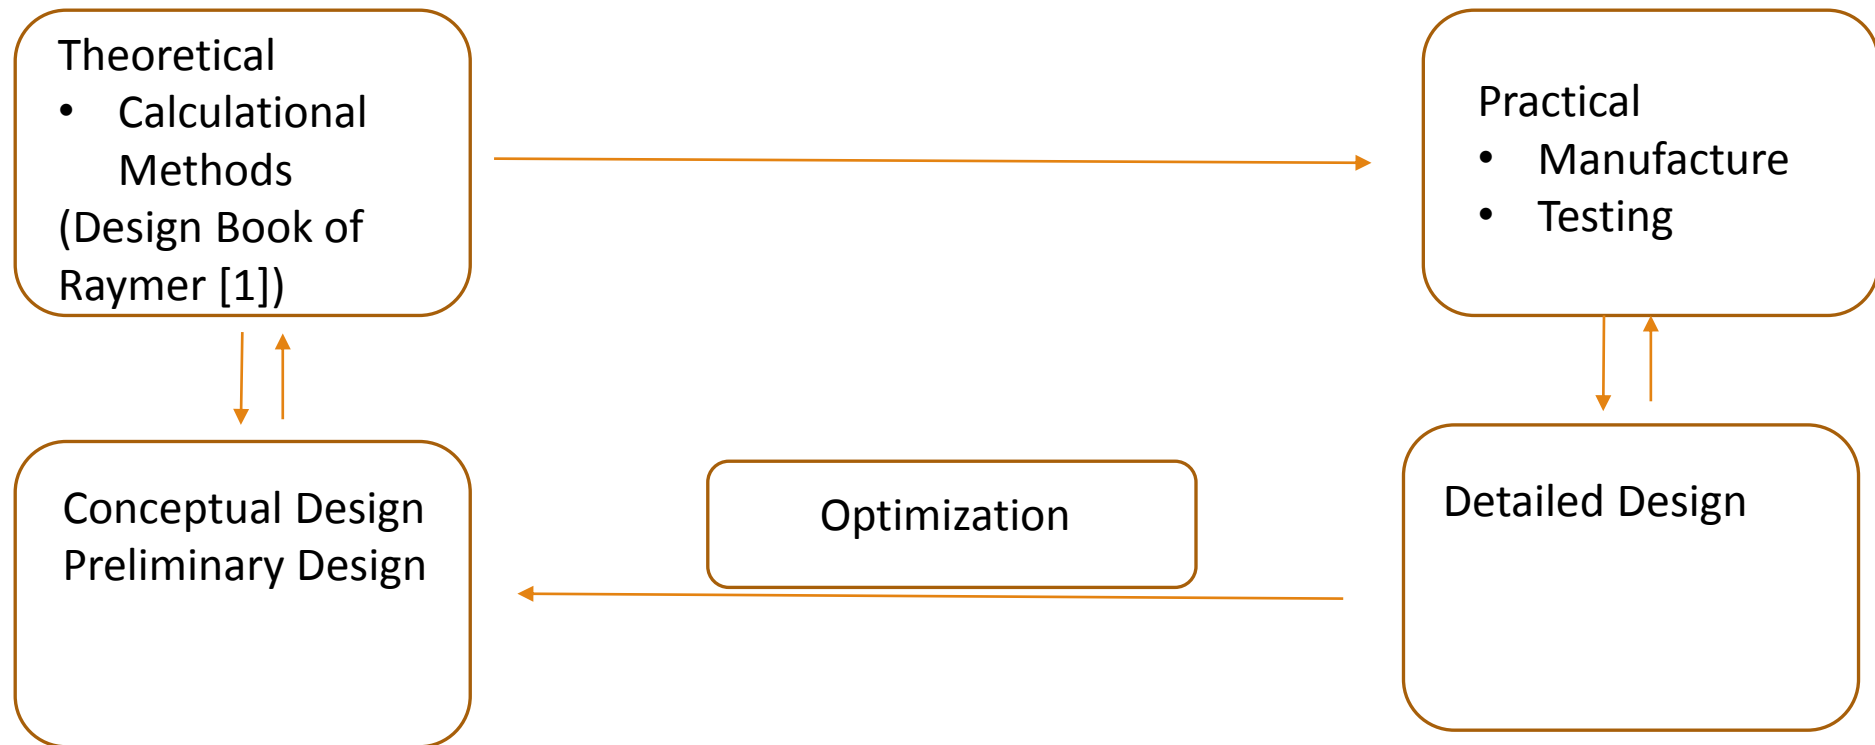 Theoretical
• Calculational
Methods
(Design Book of
Raymer [1])
Practical
• Manufacture
• Testing
Conceptual Design
Preliminary Design
Optimization
Detailed Design